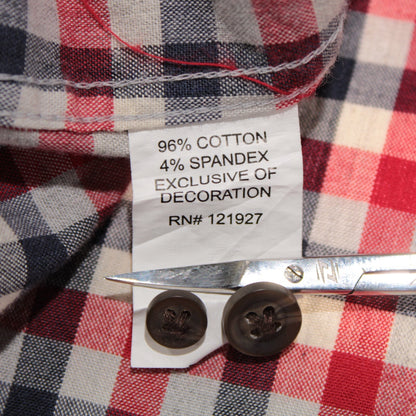 96% COTTON
4% SPANDEX
EXCLUSIVE OF
DECORATION
RN# 121927